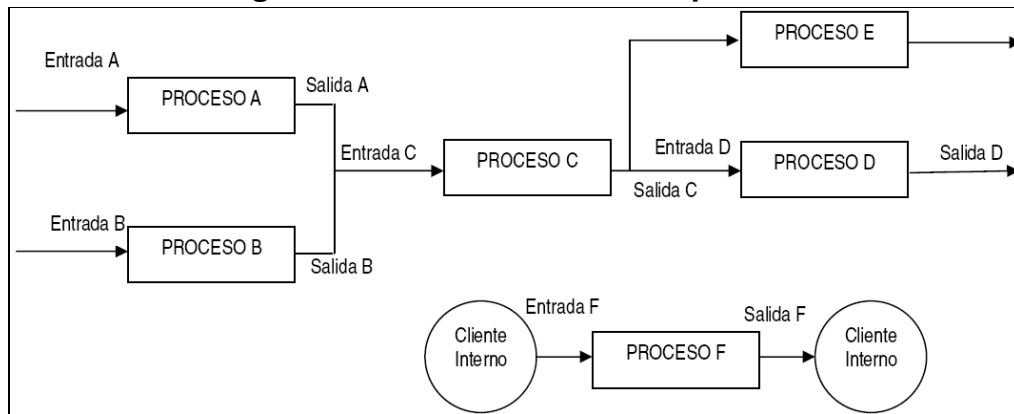 PROCESO E
Entrada A
PROCESO A
Salida A
Entrada C
PROCESO C
Entrada D
PROCESO D
Salida D
Salida C
Entrada B
PROCESO B
Salida B
Cliente
Interno
Entrada F
PROCESO F
Salida F
Cliente
Interno